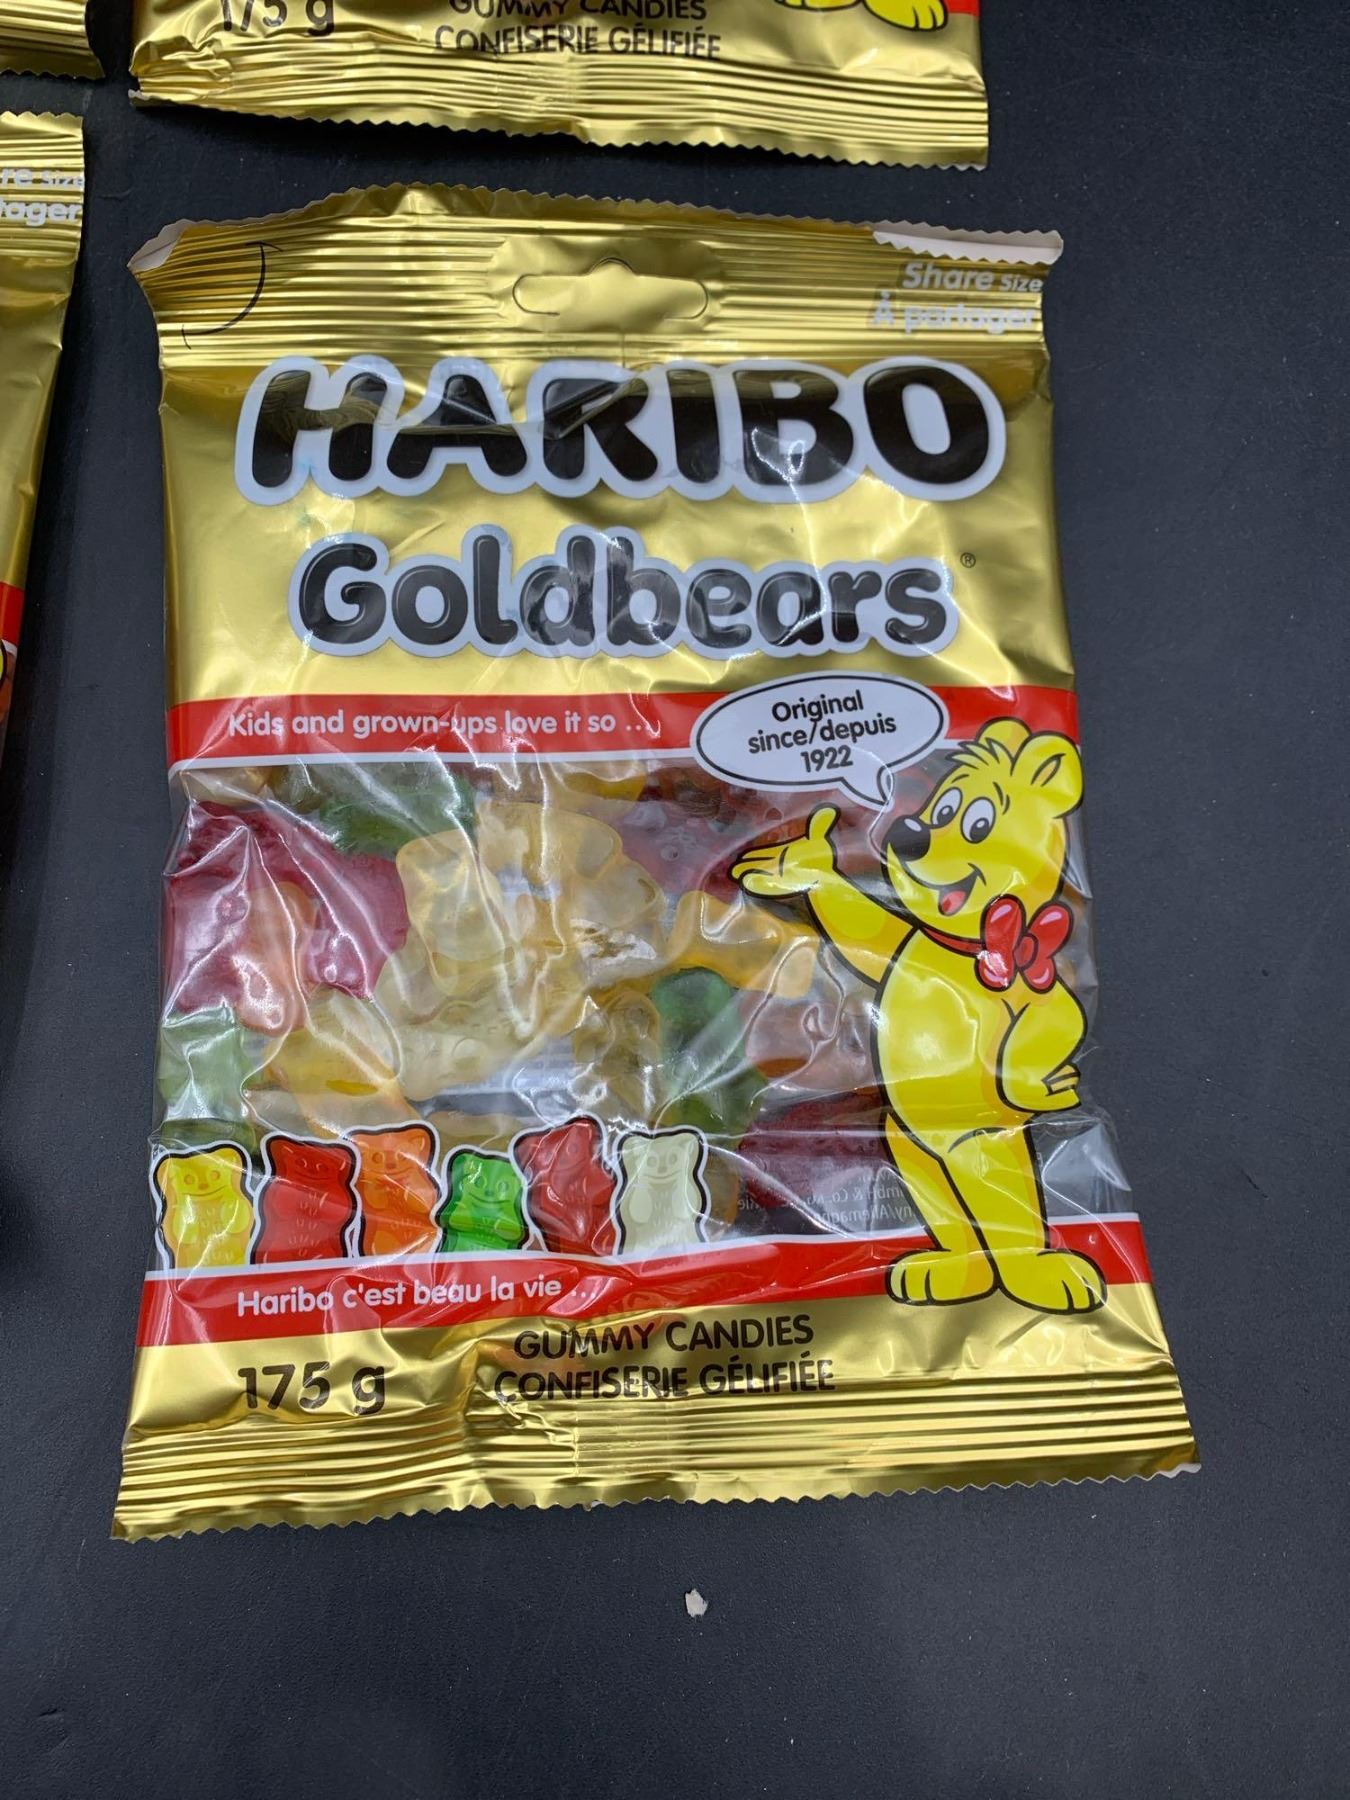 175 g
GUMMY CANDIES
CONFISERIE GÉLIFIÉE
Size
Share Size
À partager
HARIBO
Goldbears®
Kids and grown-ups love it so ...
Original
since/depuis
1922
Haribo c'est beau la vie ...
175 g
GUMMY CANDIES
CONFISERIE GÉLIFIÉE